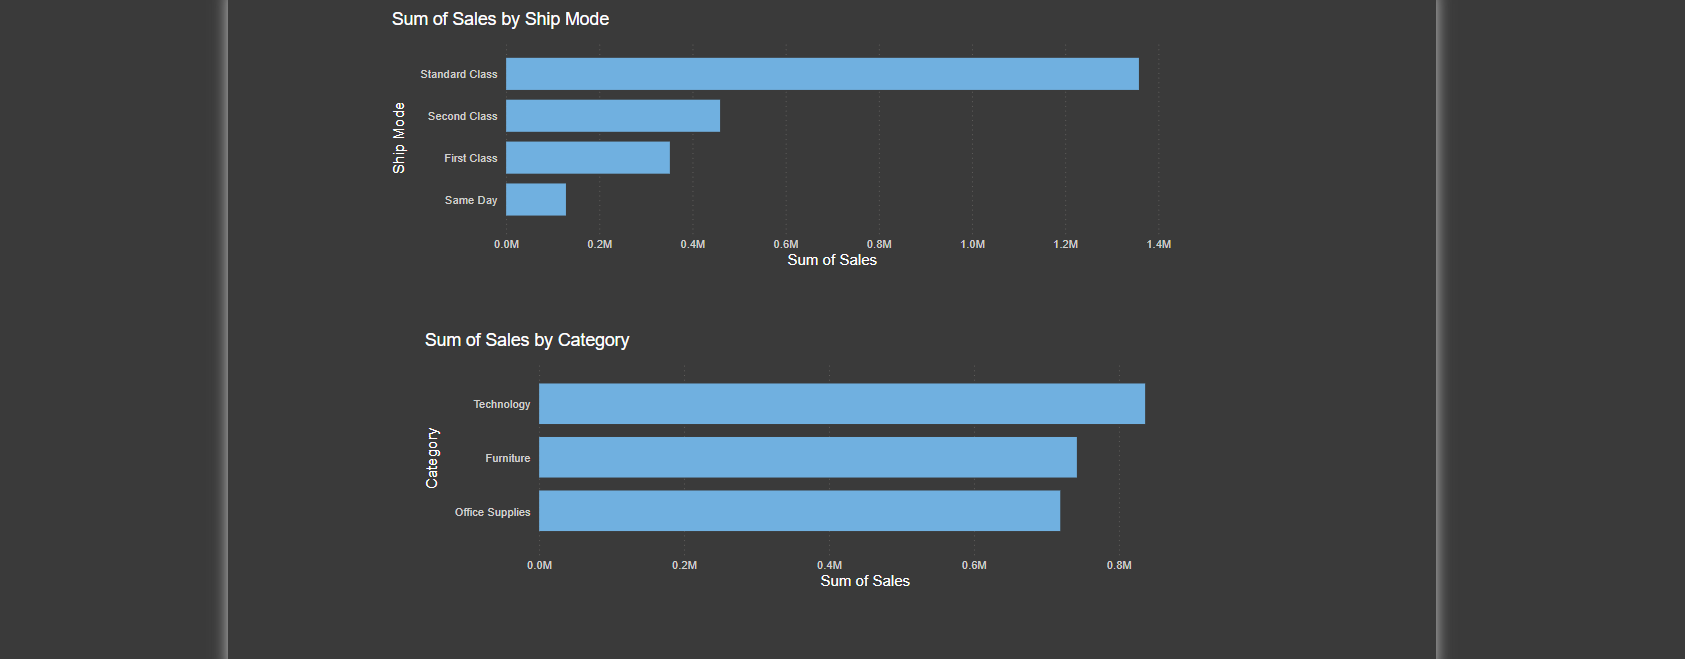 Sum of Sales by Ship Mode
Ship Mode
Standard Class
Second Class
First Class
Same Day
0.0M 0.2M 0.4M 0.6M 0.8M 1.0M 1.2M 1.4M
Sum of Sales
Sum of Sales by Category
Category
Technology
Furniture
Office Supplies
0.0M 0.2M 0.4M 0.6M 0.8M
Sum of Sales